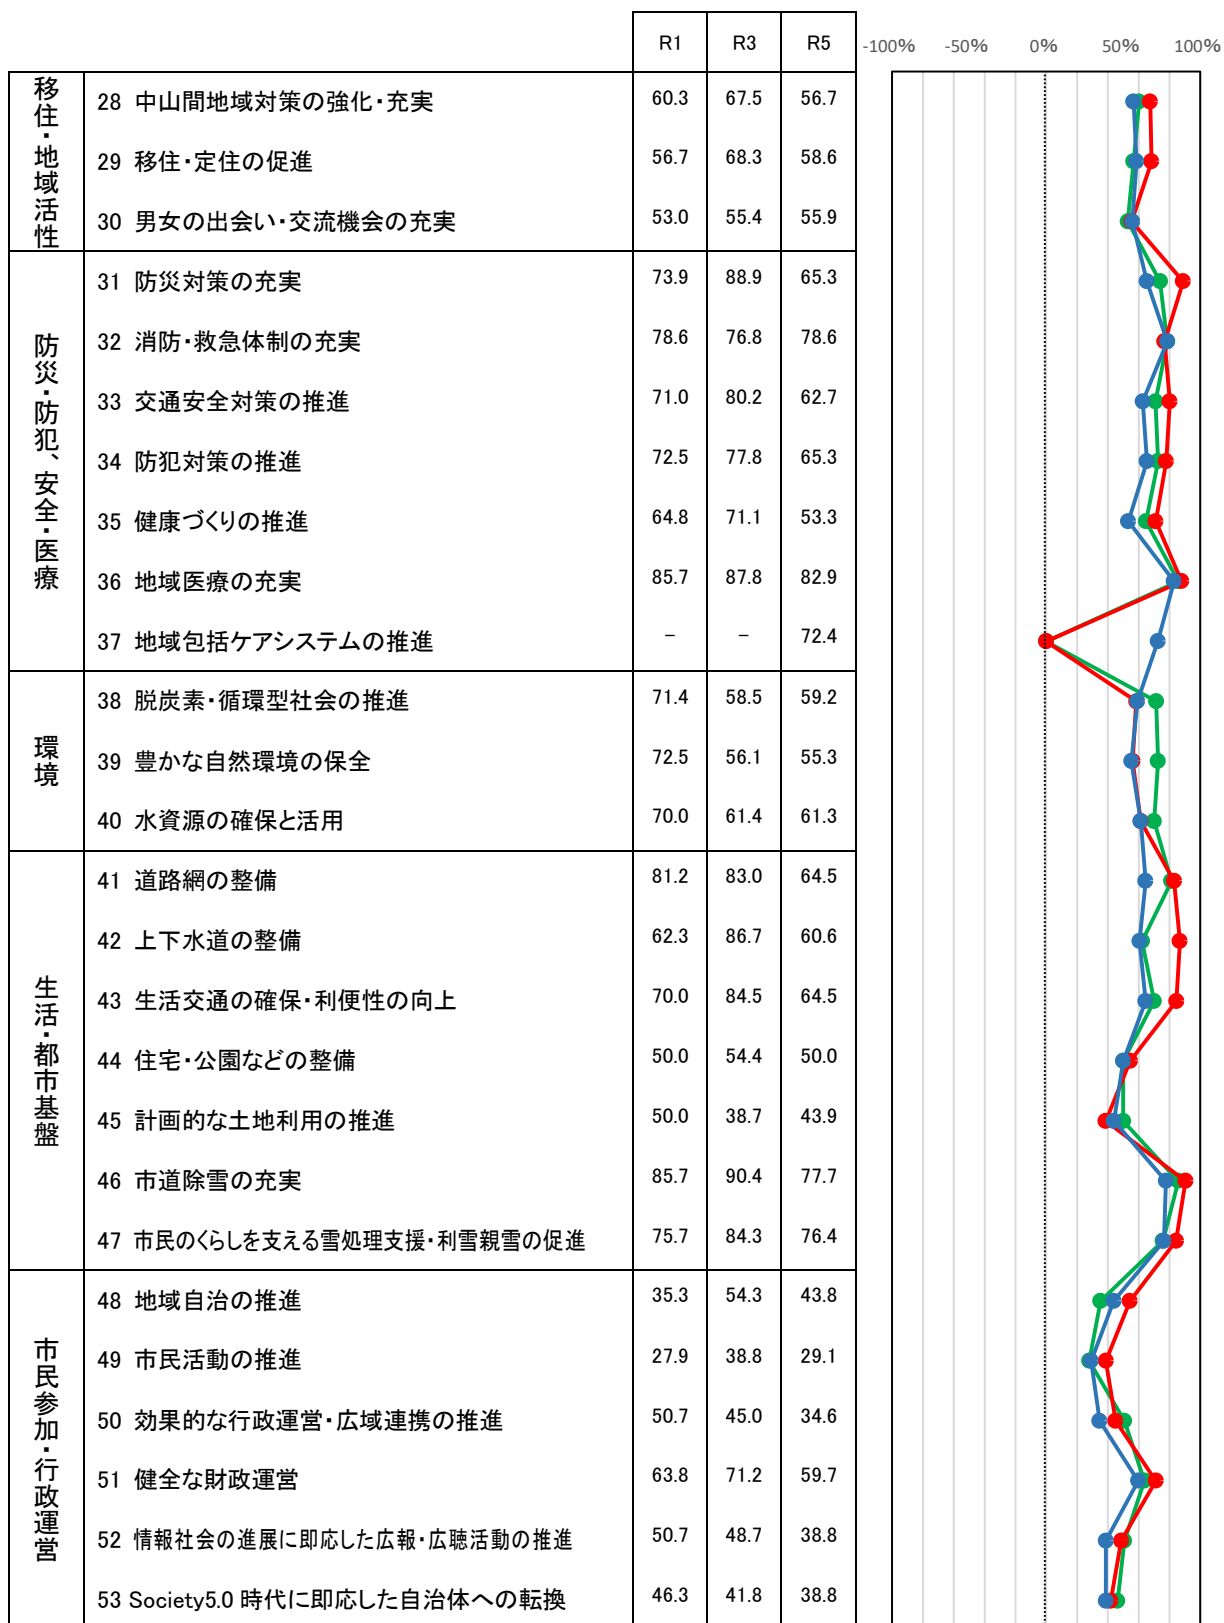 R1 R3 R5 -100% -50% 0% 50% 100%
移住・地域活性
28 中山間地域対策の強化・充実 60.3 67.5 56.7
29 移住・定住の促進 56.7 68.3 58.6
30 男女の出会い・交流機会の充実 53.0 55.4 55.9
防災・防犯、安全・医療
31 防災対策の充実 73.9 88.9 65.3
32 消防・救急体制の充実 78.6 76.8 78.6
33 交通安全対策の推進 71.0 80.2 62.7
34 防犯対策の推進 72.5 77.8 65.3
35 健康づくりの推進 64.8 71.1 53.3
36 地域医療の充実 85.7 87.8 82.9
37 地域包括ケアシステムの推進 - - 72.4
環境
38 脱炭素・循環型社会の推進 71.4 58.5 59.2
39 豊かな自然環境の保全 72.5 56.1 55.3
40 水資源の確保と活用 70.0 61.4 61.3
生活・都市基盤
41 道路網の整備 81.2 83.0 64.5
42 上下水道の整備 62.3 86.7 60.6
43 生活交通の確保・利便性の向上 70.0 84.5 64.5
44 住宅・公園などの整備 50.0 54.4 50.0
45 計画的な土地利用の推進 50.0 38.7 43.9
46 市道除雪の充実 85.7 90.4 77.7
47 市民のくらしを支える雪処理支援・利雪親雪の促進 75.7 84.3 76.4
市民参加・行政運営
48 地域自治の推進 35.3 54.3 43.8
49 市民活動の推進 27.9 38.8 29.1
50 効果的な行政運営・広域連携の推進 50.7 45.0 34.6
51 健全な財政運営 63.8 71.2 59.7
52 情報社会の進展に即応した広報・広聴活動の推進 50.7 48.7 38.8
53 Society5.0 時代に即応した自治体への転換 46.3 41.8 38.8